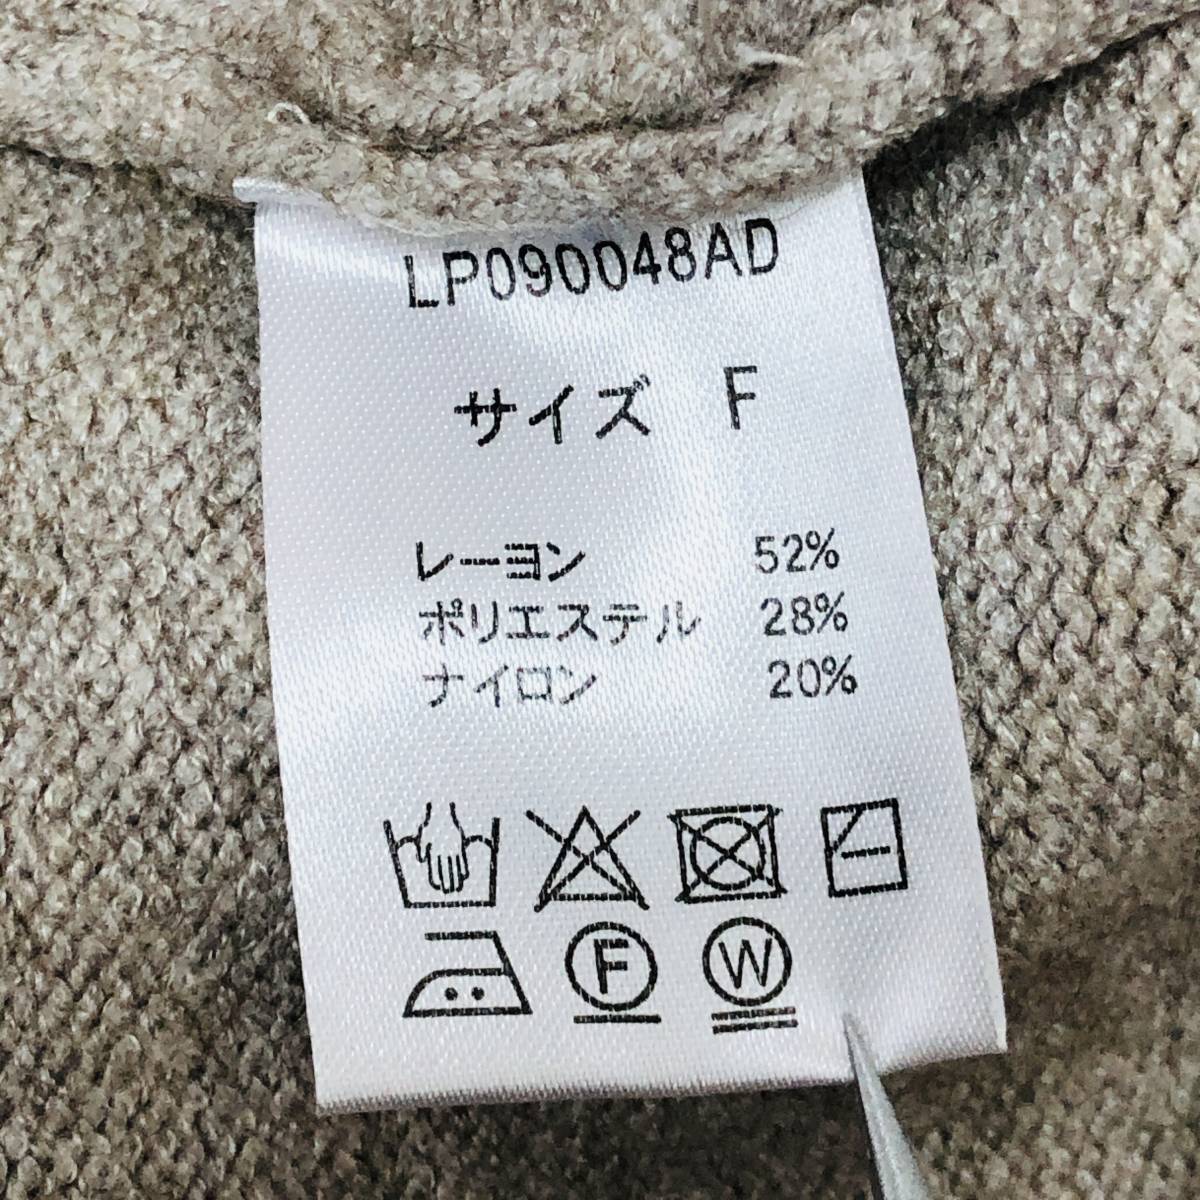 LP090048AD
サイズ F
レーヨン 52%
ポリエステル 28%
ナイロン 20%
F W